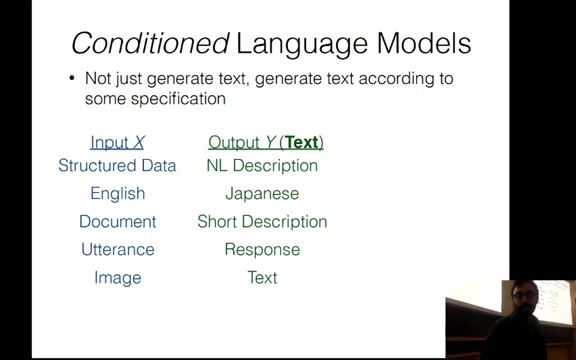 Conditioned Language Models
• Not just generate text, generate text according to
some specification
Input X Output Y (Text)
Structured Data NL Description
English Japanese
Document Short Description
Utterance Response
Image Text